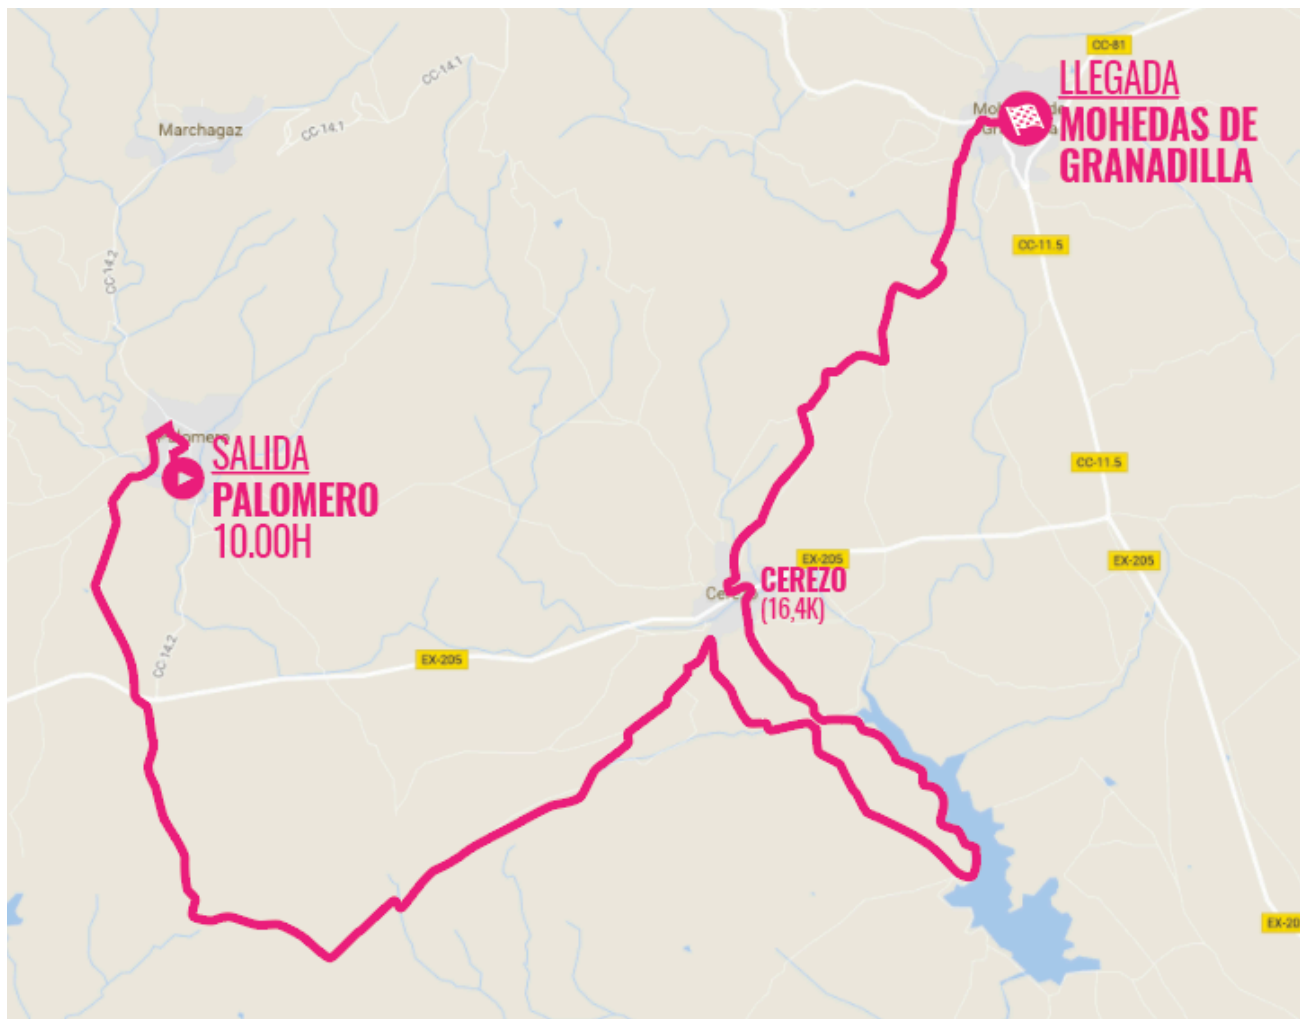 CC-81
CC-14.1
LLEGADA
MOHEDAS DE
GRANADILLA
Marchagaz
CC-14.1
CC-11.5
CC-14.2
Palomero
SALIDA
PALOMERO
10.00H
CC-11.5
EX-205
EX-205
CEREZO
(16,4K)
CC-14.2
EX-205